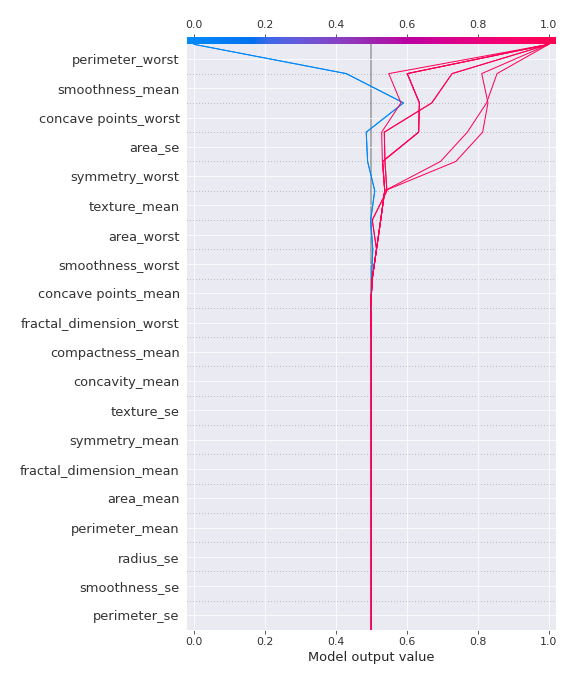 0.0 0.2 0.4 0.6 0.8 1.0
perimeter_worst
smoothness_mean
concave points_worst
area_se
symmetry_worst
texture_mean
area_worst
smoothness_worst
concave points_mean
fractal_dimension_worst
compactness_mean
concavity_mean
texture_se
symmetry_mean
fractal_dimension_mean
area_mean
perimeter_mean
radius_se
smoothness_se
perimeter_se
0.0 0.2 0.4 0.6 0.8 1.0
Model output value